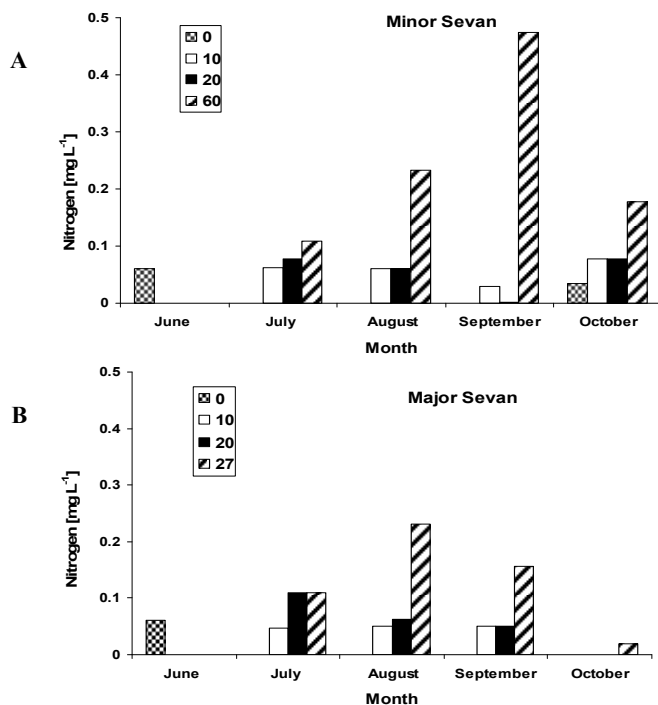 A
Minor Sevan
0
10
20
60
Nitrogen [mg L-1]
0.5
0.4
0.3
0.2
0.1
0
June July August September October
Month
B
Major Sevan
0
10
20
27
Nitrogen [mg L-1]
0.5
0.4
0.3
0.2
0.1
0
June July August September October
Month